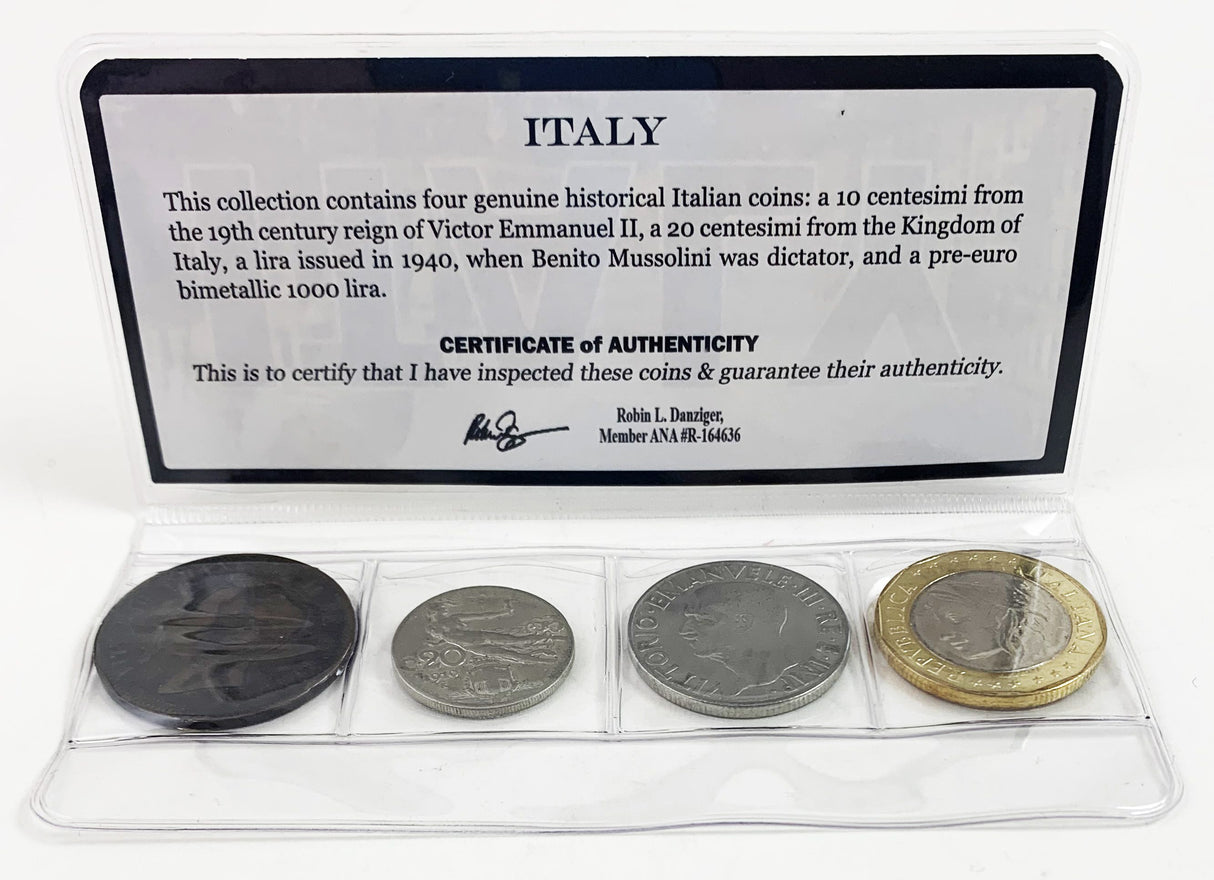 ITALY
This collection contains four genuine historical Italian coins: a 10 centesimi from
the 19th century reign of Victor Emmanuel II, a 20 centesimi from the Kingdom of
Italy, a lira issued in 1940, when Benito Mussolini was dictator, and a pre-euro
bimetallic 1000 lira.
CERTIFICATE of AUTHENTICITY
This is to certify that I have inspected these coins & guarantee their authenticity.
Robin L. Danziger,
Member ANA #R-164636
20
VITTORIO·EMANVELE·III·RE·E·IMP·
REPVBBLICA ITALIANA